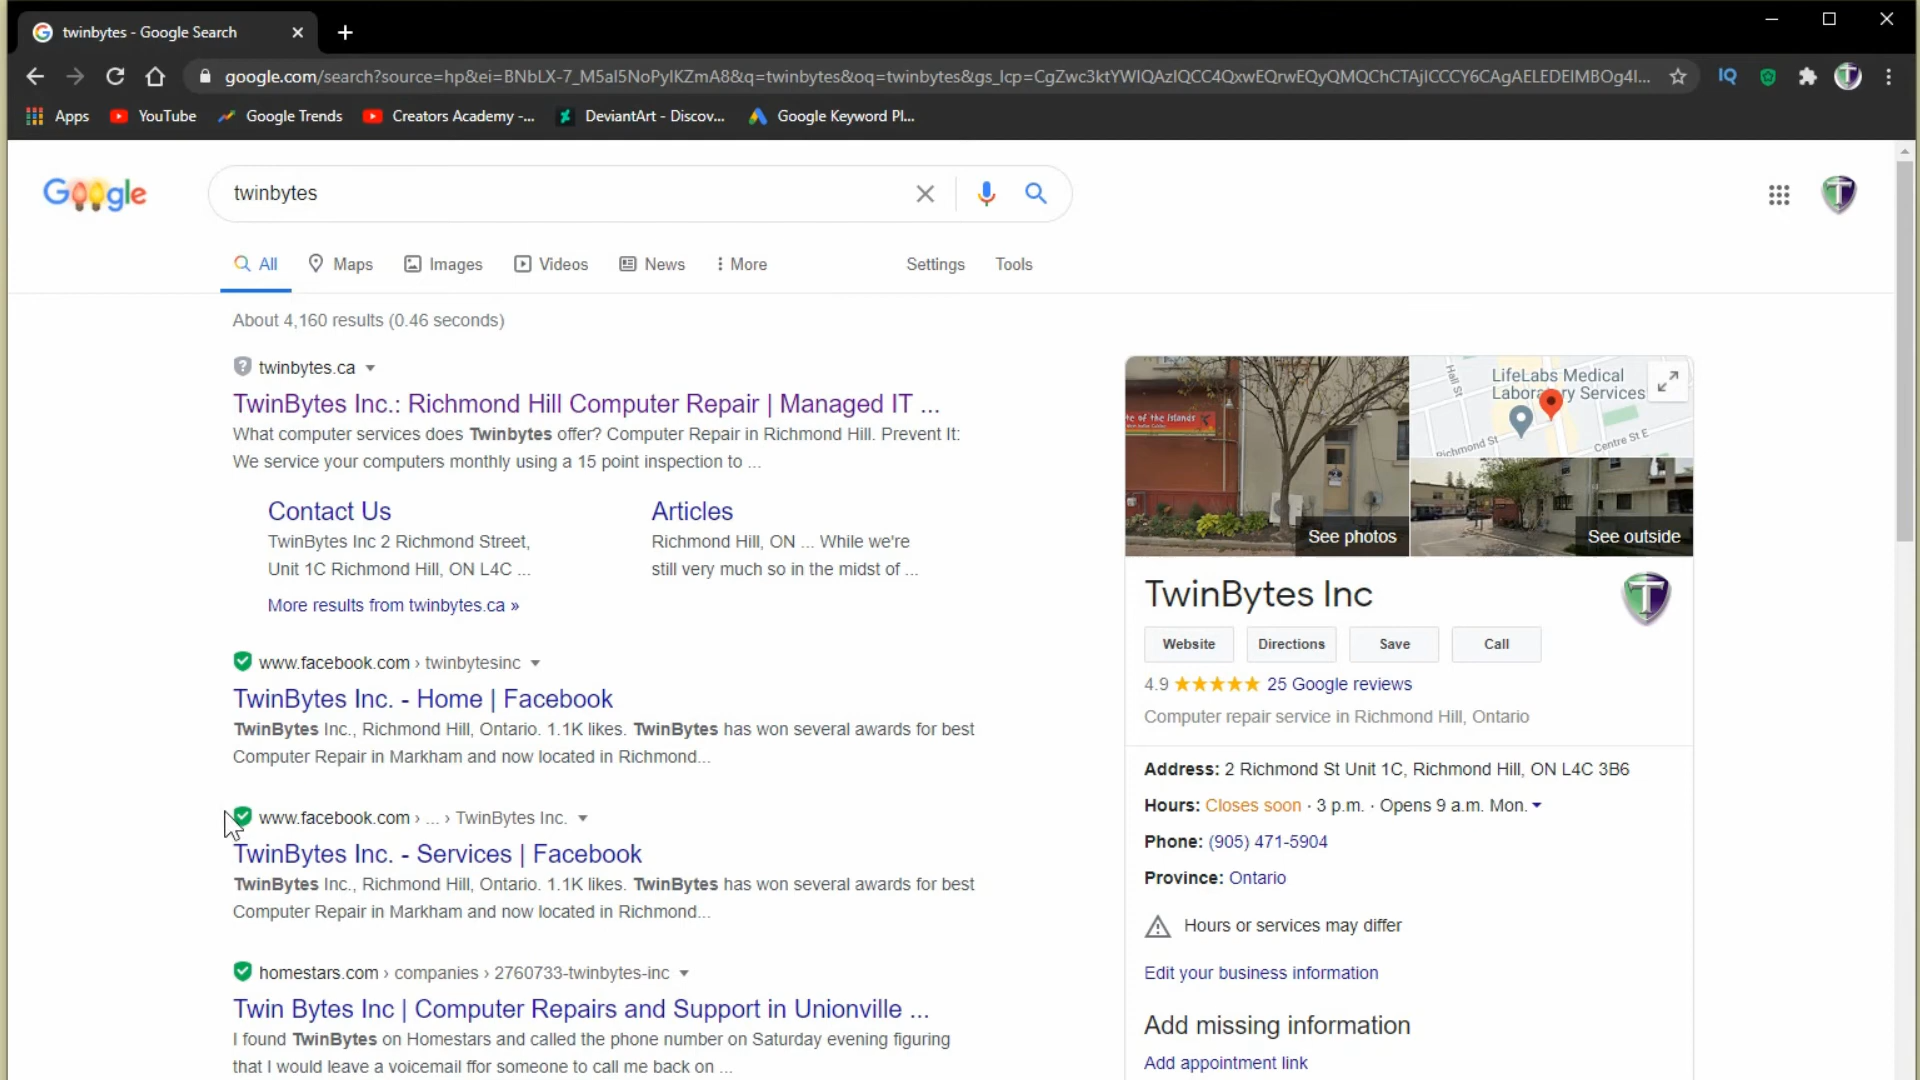 twinbytes - Google Search
google.com/search?source=hp&ei=BNbLX-7_M5al5NoPylKZmA8&q=twinbytes&oq=twinbytes&gs_lcp=CgZwc3ktYWIQAzIQCC4QxwEQrwEQyQMQChCTAjICCCY6CAgAELEDEIMBOg4I...
Apps YouTube Google Trends Creators Academy -... DeviantArt - Discov... Google Keyword Pl...
Google
twinbytes
All Maps Images Videos News More Settings Tools
About 4,160 results (0.46 seconds)
twinbytes.ca
TwinBytes Inc.: Richmond Hill Computer Repair | Managed IT ...
What computer services does Twinbytes offer? Computer Repair in Richmond Hill. Prevent It:
We service your computers monthly using a 15 point inspection to ...
Contact Us
TwinBytes Inc 2 Richmond Street,
Unit 1C Richmond Hill, ON L4C ...
Articles
Richmond Hill, ON ... While we're
still very much so in the midst of ...
More results from twinbytes.ca »
www.facebook.com › twinbytesinc
TwinBytes Inc. - Home | Facebook
TwinBytes Inc., Richmond Hill, Ontario. 1.1K likes. TwinBytes has won several awards for best
Computer Repair in Markham and now located in Richmond...
www.facebook.com › ... › TwinBytes Inc.
TwinBytes Inc. - Services | Facebook
TwinBytes Inc., Richmond Hill, Ontario. 1.1K likes. TwinBytes has won several awards for best
Computer Repair in Markham and now located in Richmond...
homestars.com › companies › 2760733-twinbytes-inc
Twin Bytes Inc | Computer Repairs and Support in Unionville ...
I found TwinBytes on Homestars and called the phone number on Saturday evening figuring
that I would leave a voicemail ffor someone to call me back on ...
te of the Islands
See photos
Hall St
LifeLabs Medical
Laboratory Services
Richmond St
Centre St E
See outside
TwinBytes Inc
T
Website Directions Save Call
4.9 25 Google reviews
Computer repair service in Richmond Hill, Ontario
Address: 2 Richmond St Unit 1C, Richmond Hill, ON L4C 3B6
Hours: Closes soon · 3 p.m. · Opens 9 a.m. Mon.
Phone: (905) 471-5904
Province: Ontario
Hours or services may differ
Edit your business information
Add missing information
Add appointment link